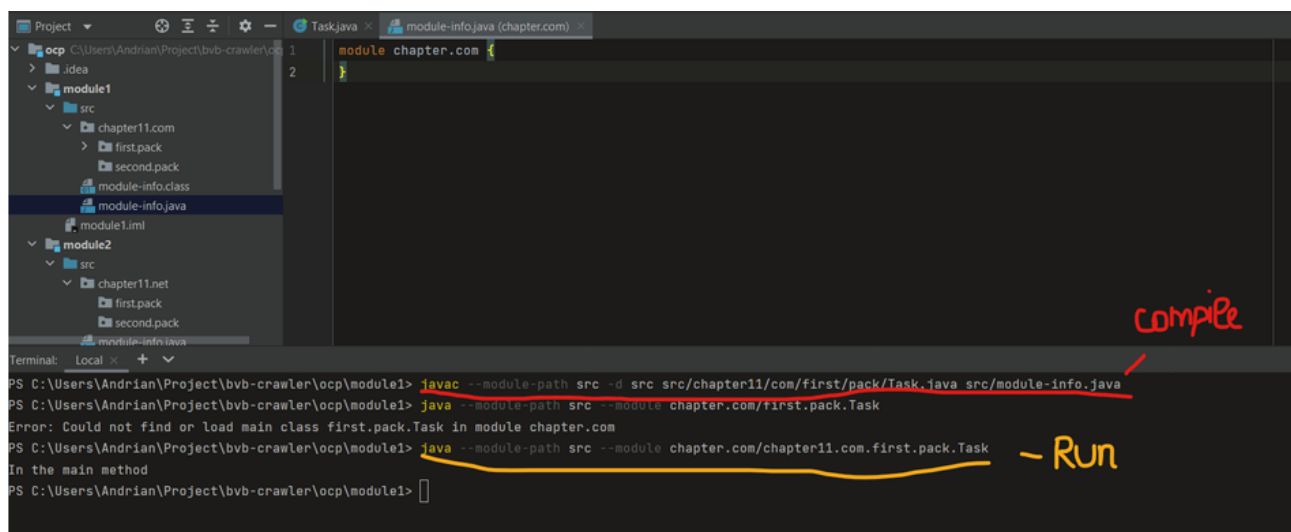 Project
Task.java
module-info.java (chapter.com)
ocp C:\Users\Andrian\Project\bvb-crawler\oc
1 module chapter.com {
.idea
2 }
module1
src
chapter11.com
first.pack
second.pack
module-info.class
module-info.java
module1.iml
module2
src
chapter11.net
first.pack
second.pack
module-info.java
compile
Terminal: Local
PS C:\Users\Andrian\Project\bvb-crawler\ocp\module1> javac --module-path src -d src src/chapter11/com/first/pack/Task.java src/module-info.java
PS C:\Users\Andrian\Project\bvb-crawler\ocp\module1> java --module-path src --module chapter.com/first.pack.Task
Error: Could not find or load main class first.pack.Task in module chapter.com
PS C:\Users\Andrian\Project\bvb-crawler\ocp\module1> java --module-path src --module chapter.com/chapter11.com.first.pack.Task
- Run
In the main method
PS C:\Users\Andrian\Project\bvb-crawler\ocp\module1>